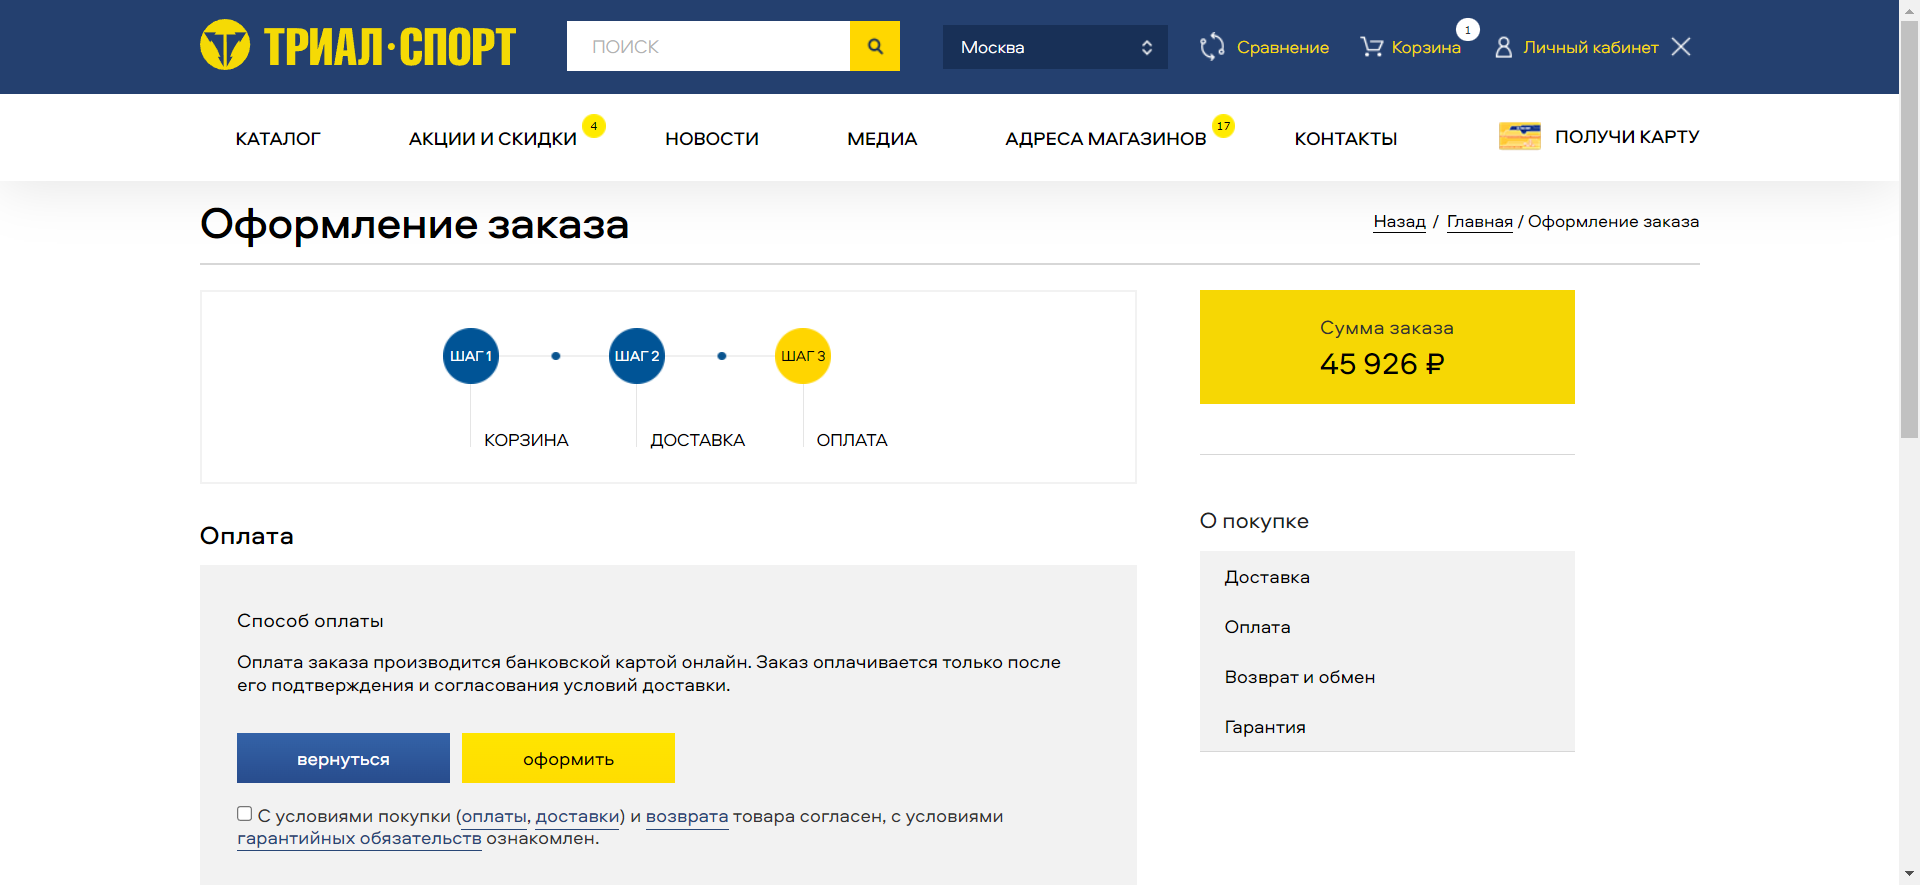 ТРИАЛ·СПОРТ
ПОИСК
Москва
Сравнение
Корзина
1
Личный кабинет
КАТАЛОГ
АКЦИИ И СКИДКИ
4
НОВОСТИ
МЕДИА
АДРЕСА МАГАЗИНОВ
17
КОНТАКТЫ
ПОЛУЧИ КАРТУ
Оформление заказа
Назад / Главная / Оформление заказа
ШАГ 1
ШАГ 2
ШАГ 3
КОРЗИНА
ДОСТАВКА
ОПЛАТА
Сумма заказа
45 926 ₽
Оплата
Способ оплаты
Оплата заказа производится банковской картой онлайн. Заказ оплачивается только после
его подтверждения и согласования условий доставки.
вернуться
оформить
С условиями покупки (оплаты, доставки) и возврата товара согласен, с условиями
гарантийных обязательств ознакомлен.
О покупке
Доставка
Оплата
Возврат и обмен
Гарантия